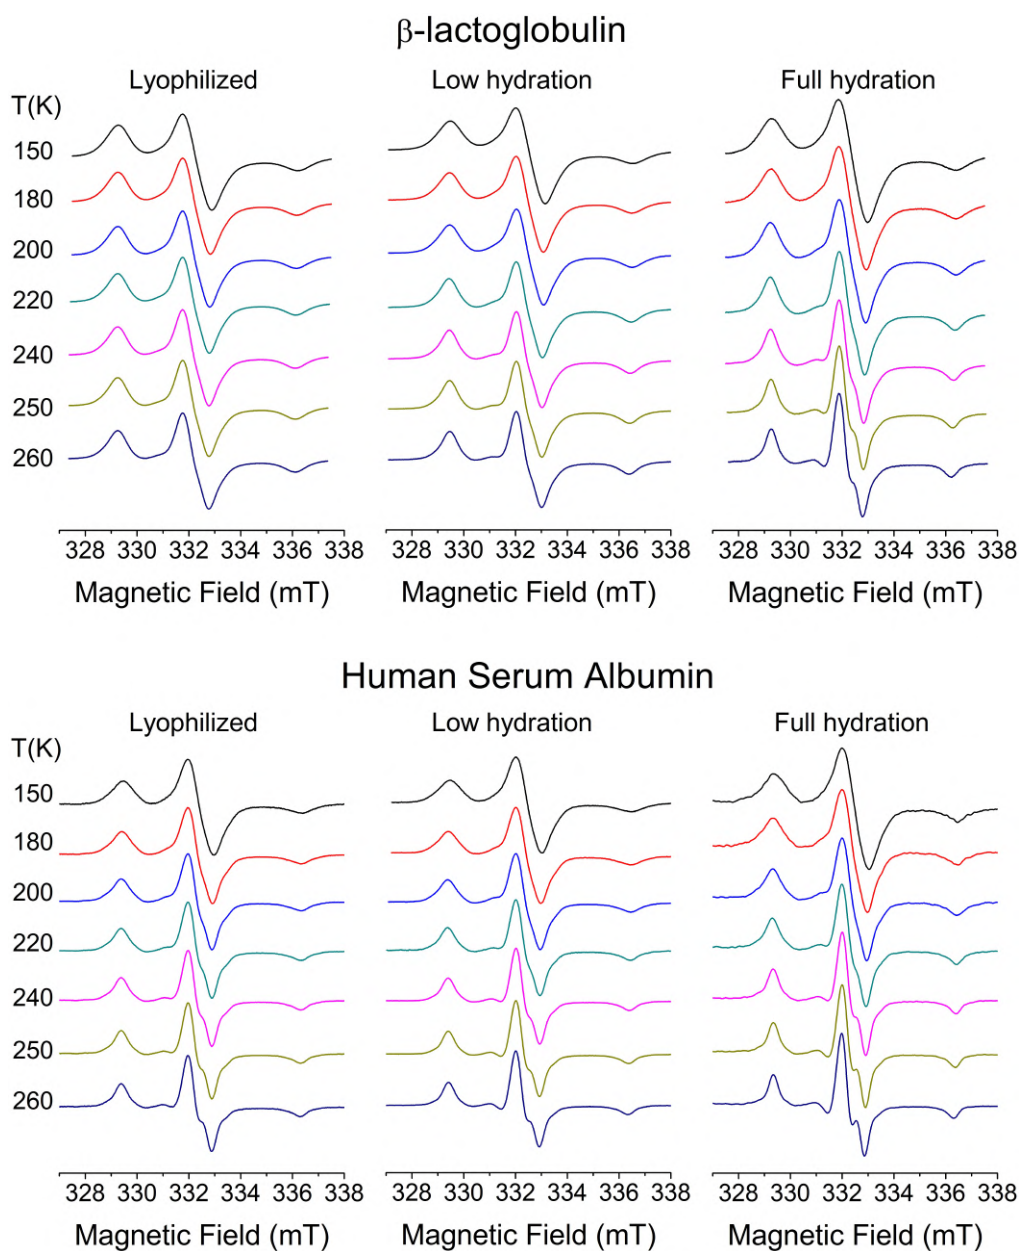 β-lactoglobulin
Lyophilized Low hydration Full hydration
T(K)
150
180
200
220
240
250
260
328 330 332 334 336 338 328 330 332 334 336 338 328 330 332 334 336 338
Magnetic Field (mT) Magnetic Field (mT) Magnetic Field (mT)
Human Serum Albumin
Lyophilized Low hydration Full hydration
T(K)
150
180
200
220
240
250
260
328 330 332 334 336 338 328 330 332 334 336 338 328 330 332 334 336 338
Magnetic Field (mT) Magnetic Field (mT) Magnetic Field (mT)